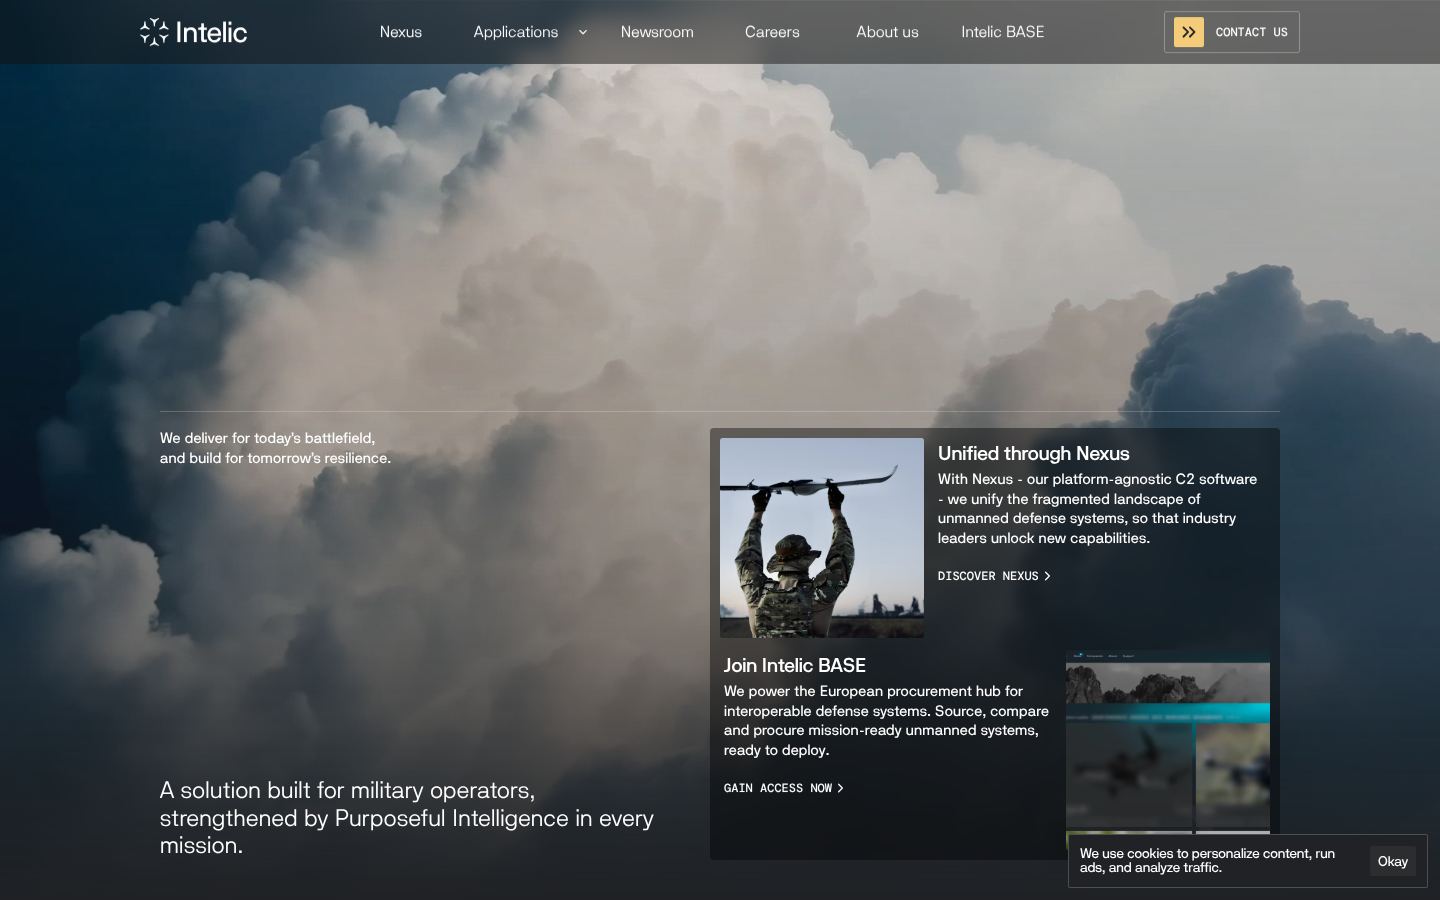 Intelic
Nexus
Applications
Newsroom
Careers
About us
Intelic BASE
CONTACT US
We deliver for today's battlefield,
and build for tomorrow's resilience.
Unified through Nexus
With Nexus - our platform-agnostic C2 software
- we unify the fragmented landscape of
unmanned defense systems, so that industry
leaders unlock new capabilities.
DISCOVER NEXUS
Join Intelic BASE
We power the European procurement hub for
interoperable defense systems. Source, compare
and procure mission-ready unmanned systems,
ready to deploy.
GAIN ACCESS NOW
A solution built for military operators,
strengthened by Purposeful Intelligence in every
mission.
We use cookies to personalize content, run
ads, and analyze traffic.
Okay